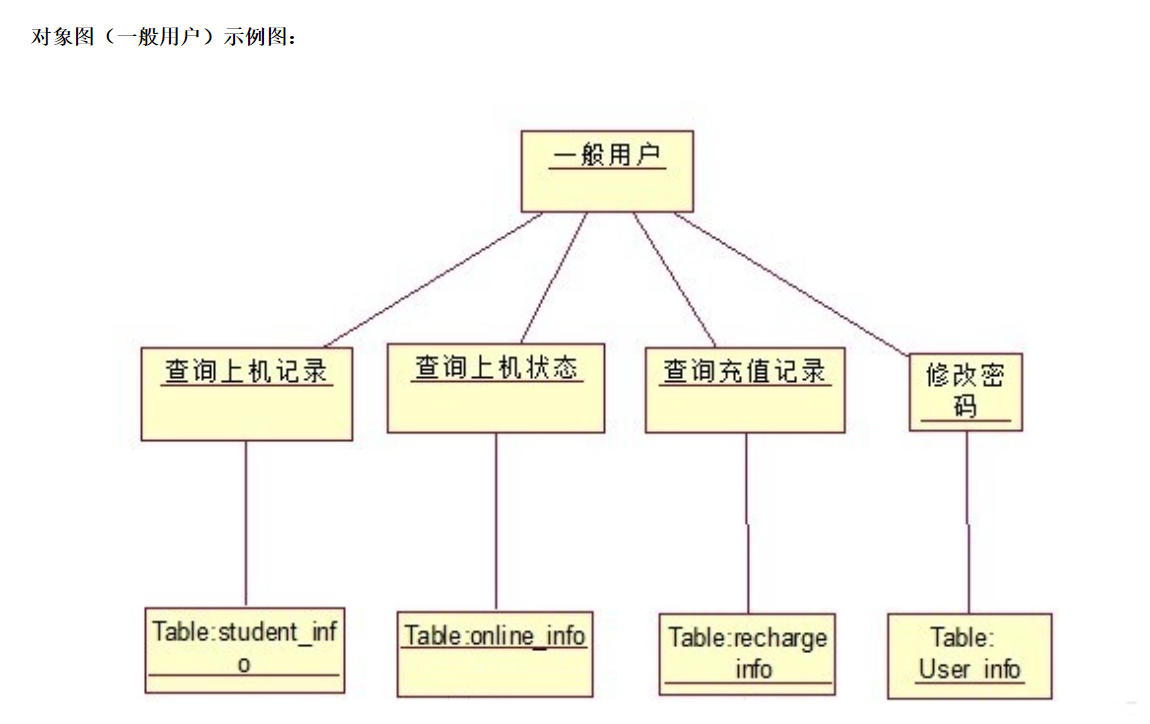 对象图（一般用户）示例图：
一般用户
查询上机记录
查询上机状态
查询充值记录
修改密
码
Table:student_inf
o
Table:online_info
Table:recharge
info
Table:
User_info